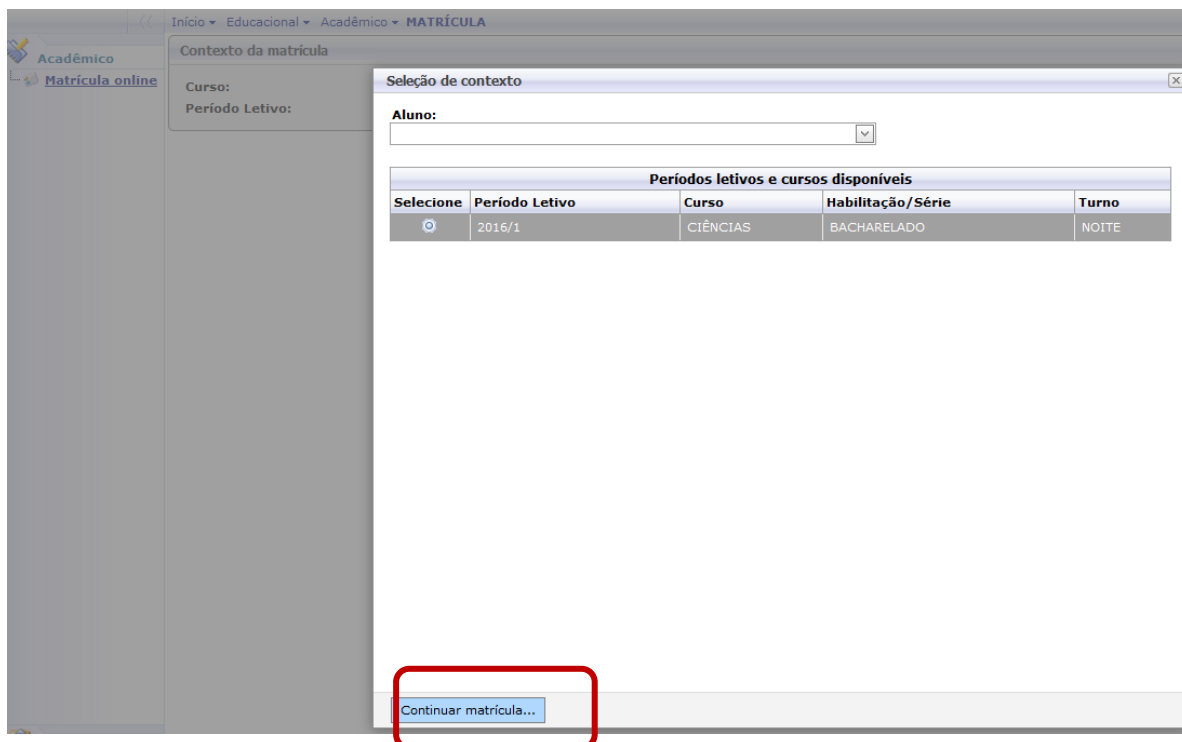 Início Educacional Acadêmico MATRÍCULA
Acadêmico
Matrícula online
Contexto da matrícula
Curso:
Período Letivo:
Seleção de contexto
Aluno:
Períodos letivos e cursos disponíveis
Selecione Período Letivo Curso Habilitação/Série Turno
2016/1 CIÊNCIAS BACHARELADO NOITE
Continuar matrícula...